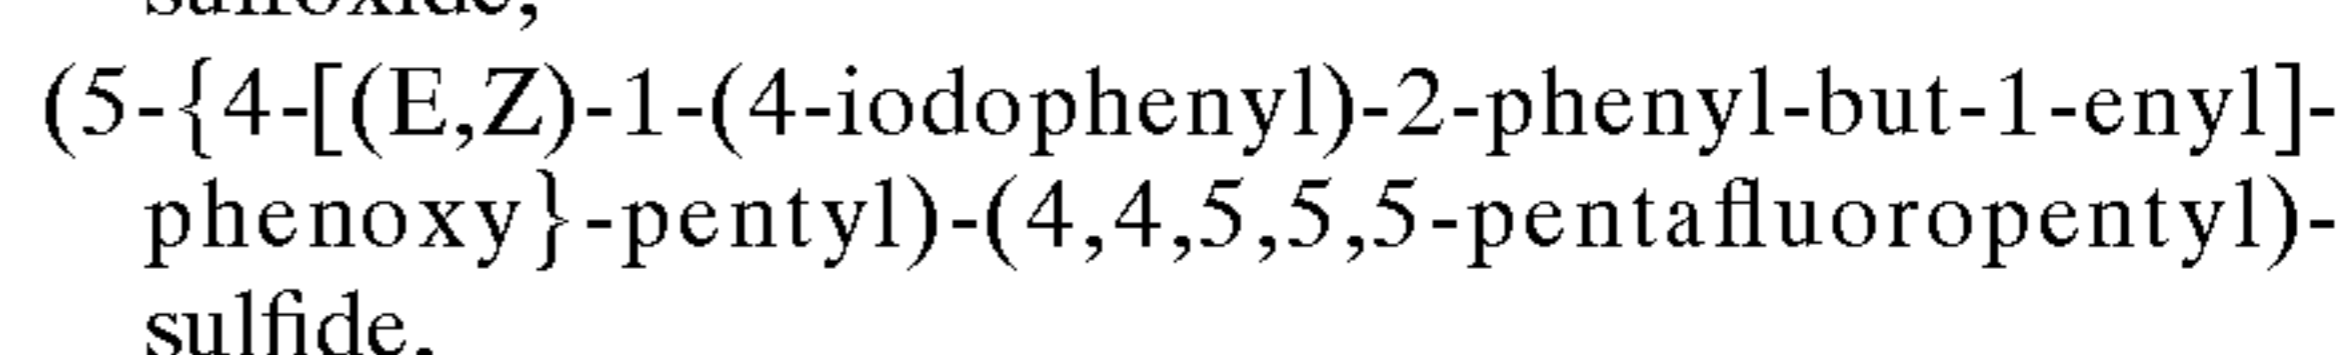 sulfoxide,
(5-{4-[(E,Z)-1-(4-iodophenyl)-2-phenyl-but-1-enyl]-
phenoxy}-pentyl)-(4,4,5,5,5-pentafluoropentyl)-
sulfide,